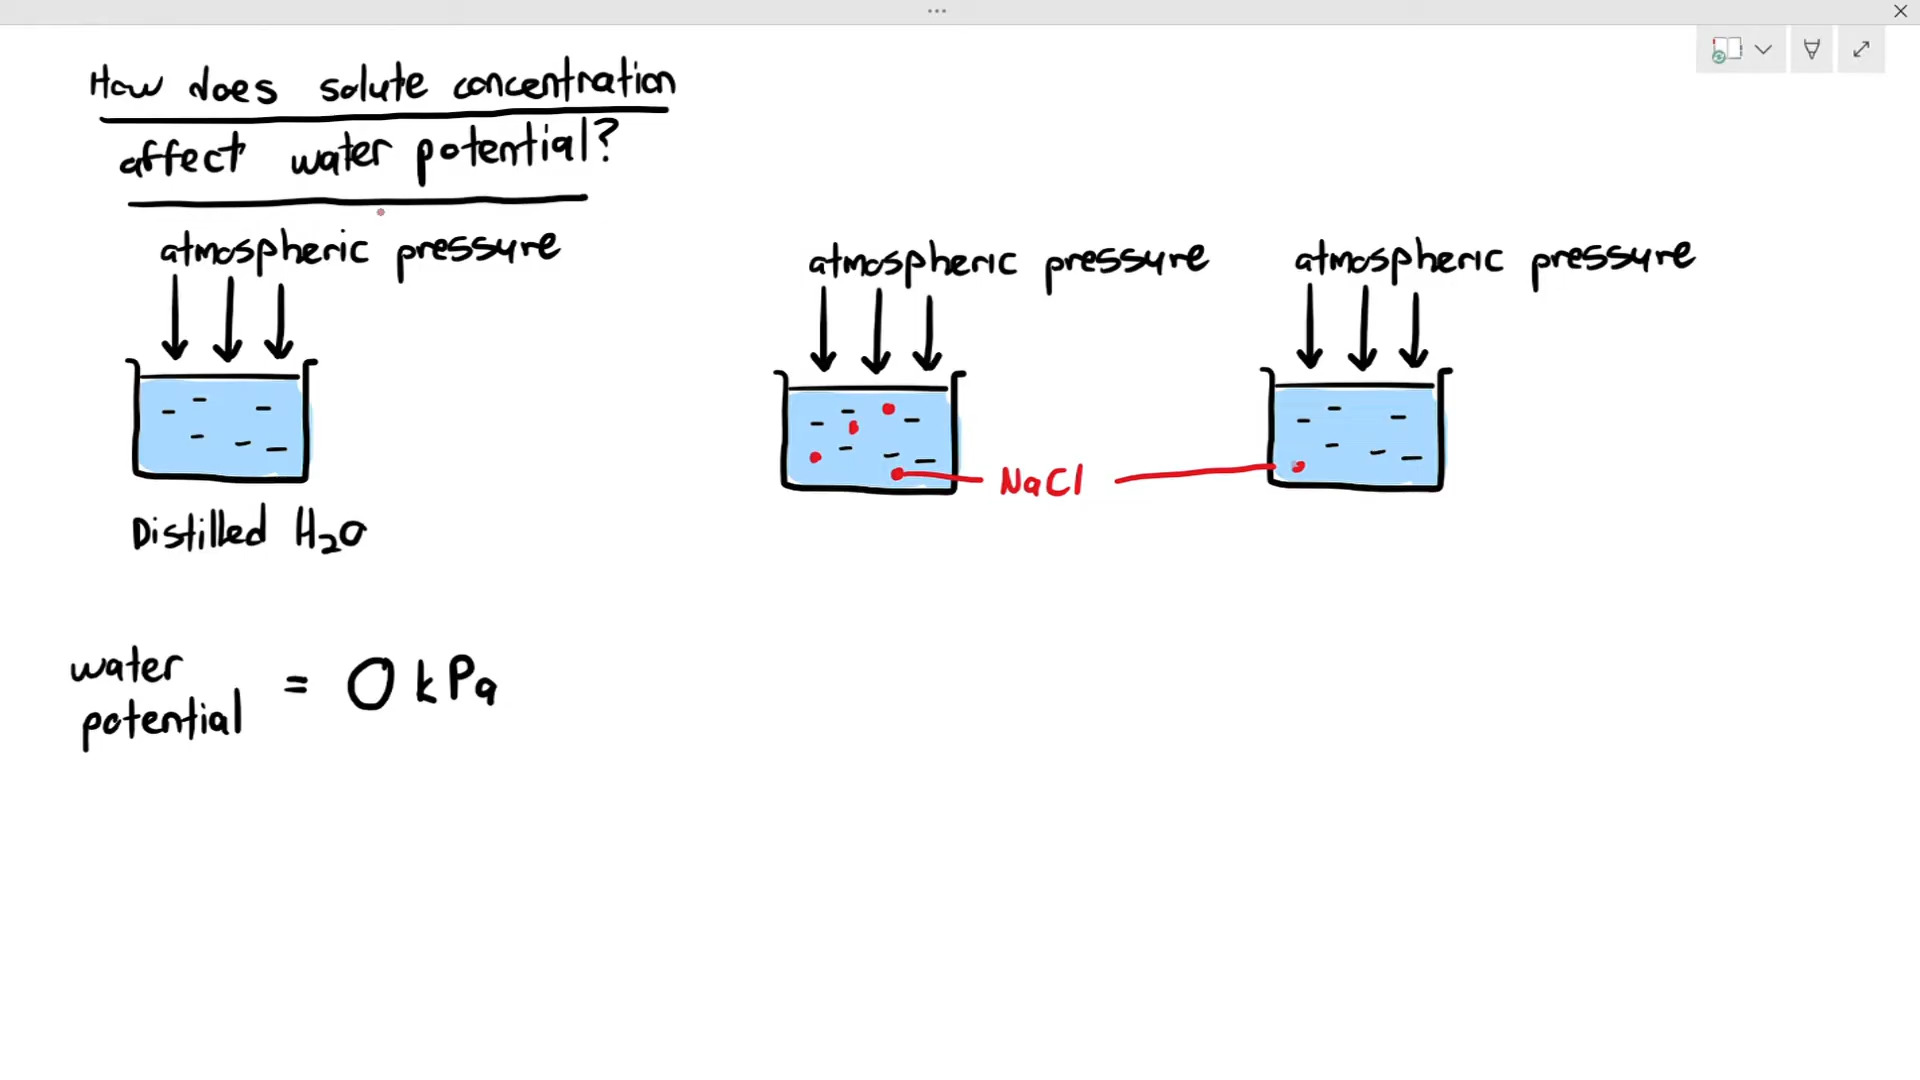 How does solute concentration
affect water potential?
atmospheric pressure
atmospheric pressure
atmospheric pressure
NaCl
Distilled H₂O
water
potential
= 0 kPa